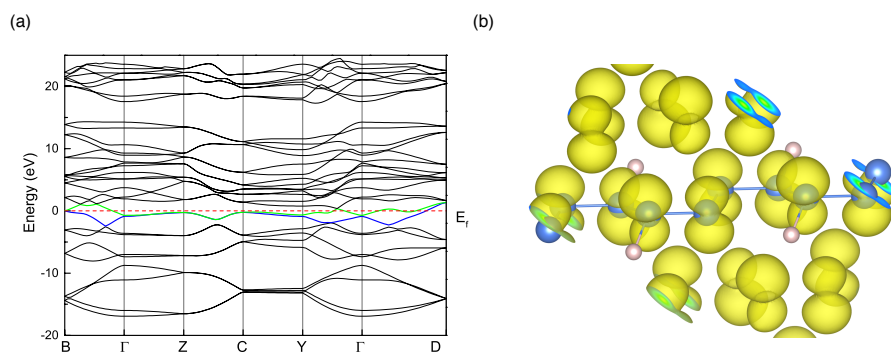 (a)
(b)
Energy (eV)
20
10
0
-10
-20
E_f
B Γ Z C Y Γ D